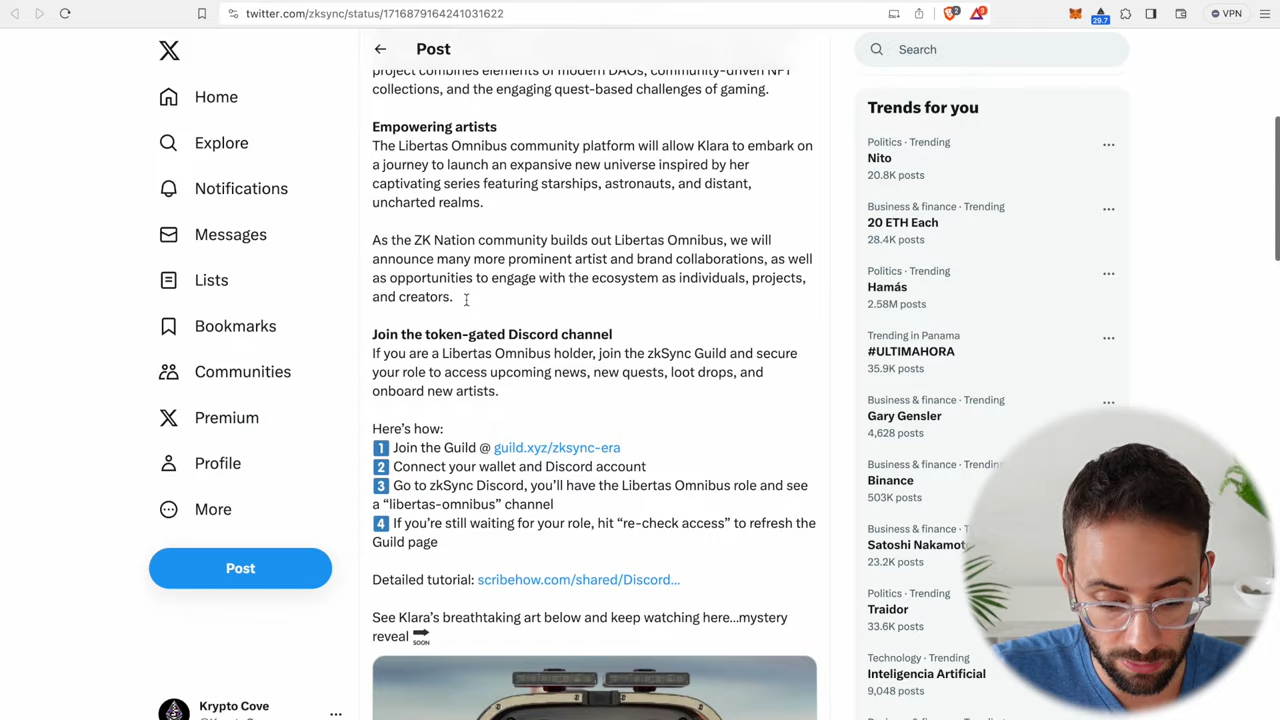 twitter.com/zksync/status/1716879164241031622
2
3
29.7
VPN
Home
Explore
Notifications
Messages
Lists
Bookmarks
Communities
Premium
Profile
More
Post
Krypto Cove
Post
project combines elements of modern DAOs, community-driven NFT
collections, and the engaging quest-based challenges of gaming.
Empowering artists
The Libertas Omnibus community platform will allow Klara to embark on
a journey to launch an expansive new universe inspired by her
captivating series featuring starships, astronauts, and distant,
uncharted realms.
As the ZK Nation community builds out Libertas Omnibus, we will
announce many more prominent artist and brand collaborations, as well
as opportunities to engage with the ecosystem as individuals, projects,
and creators.
Join the token-gated Discord channel
If you are a Libertas Omnibus holder, join the zkSync Guild and secure
your role to access upcoming news, new quests, loot drops, and
onboard new artists.
Here's how:
1 Join the Guild @ guild.xyz/zksync-era
2 Connect your wallet and Discord account
3 Go to zkSync Discord, you'll have the Libertas Omnibus role and see
a “libertas-omnibus” channel
4 If you're still waiting for your role, hit “re-check access” to refresh the
Guild page
Detailed tutorial: scribehow.com/shared/Discord...
See Klara's breathtaking art below and keep watching here...mystery
reveal SOON
Search
Trends for you
Politics · Trending
Nito
20.8K posts
Business & finance · Trending
20 ETH Each
28.4K posts
Politics · Trending
Hamás
2.58M posts
Trending in Panama
#ULTIMAHORA
35.9K posts
Business & finance · Trending
Gary Gensler
4,628 posts
Business & finance · Trending
Binance
503K posts
Business & finance · T
Satoshi Nakamot
23.2K posts
Politics · Trending
Traidor
33.6K posts
Technology · Trending
Inteligencia Artificial
9,048 posts